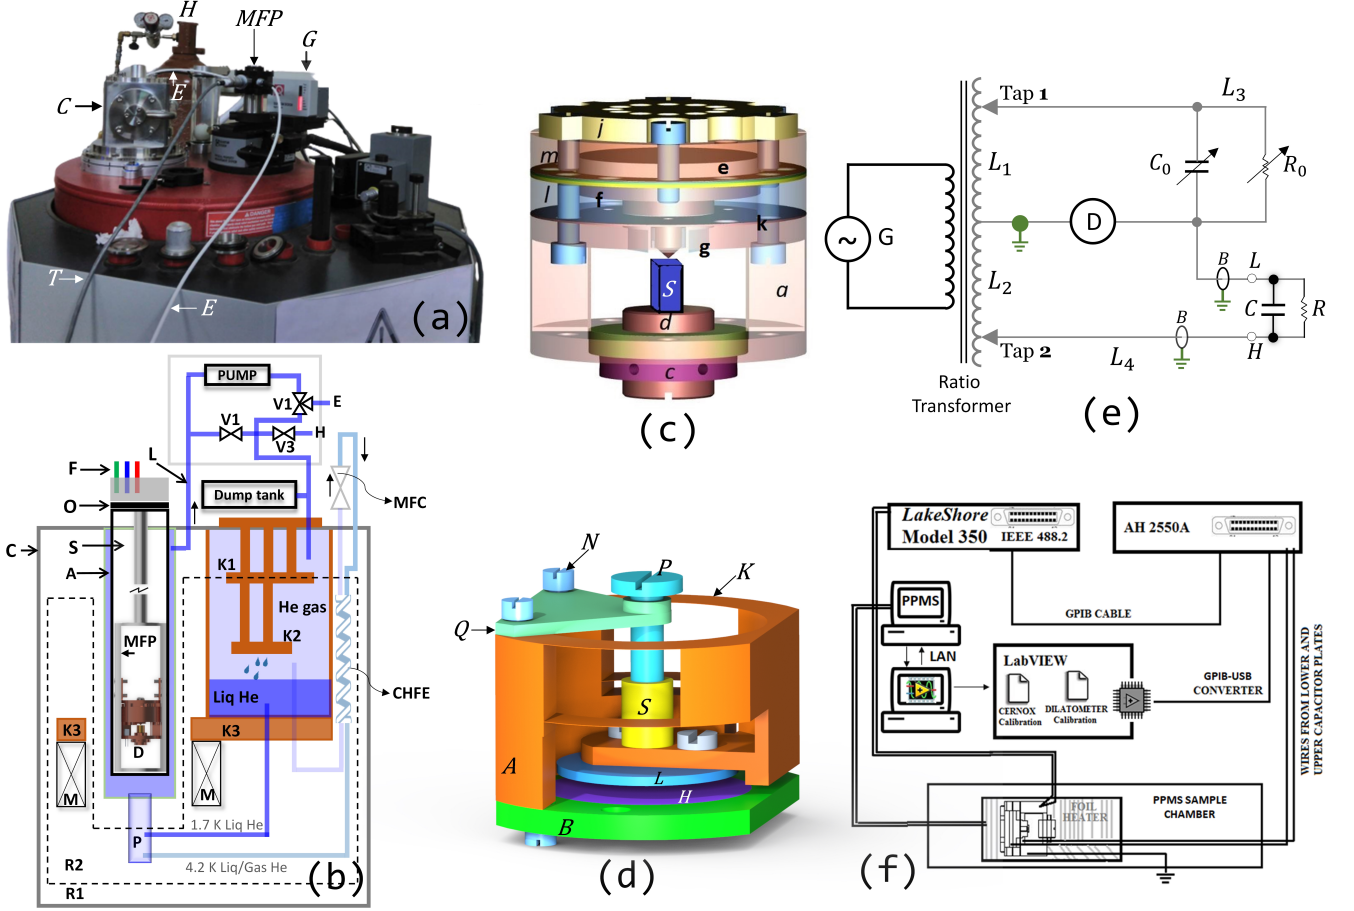 H
MFP
G
C
E
T
E
(a)
PUMP
V1
E
V1
V3
H
L
F
Dump tank
MFC
O
C
S
A
K1
He gas
K2
MFP
Liq He
CHFE
K3
K3
D
M
M
1.7 K Liq He
P
4.2 K Liq/Gas He
R2
R1
(b)
j
m
e
l
f
k
g
S
a
d
c
(c)
N
P
K
Q
S
A
L
H
B
(d)
Tap 1
L3
L1
C0
R0
G
D
L2
B
L
C
R
B
H
Tap 2
L4
Ratio
Transformer
(e)
LakeShore
Model 350
IEEE 488.2
AH 2550A
PPMS
GPIB CABLE
LAN
LabVIEW
CERNOX
Calibration
DILATOMETER
Calibration
GPIB-USB
CONVERTER
WIRES FROM LOWER AND
UPPER CAPACITOR PLATES
FOIL
HEATER
PPMS SAMPLE
CHAMBER
(f)